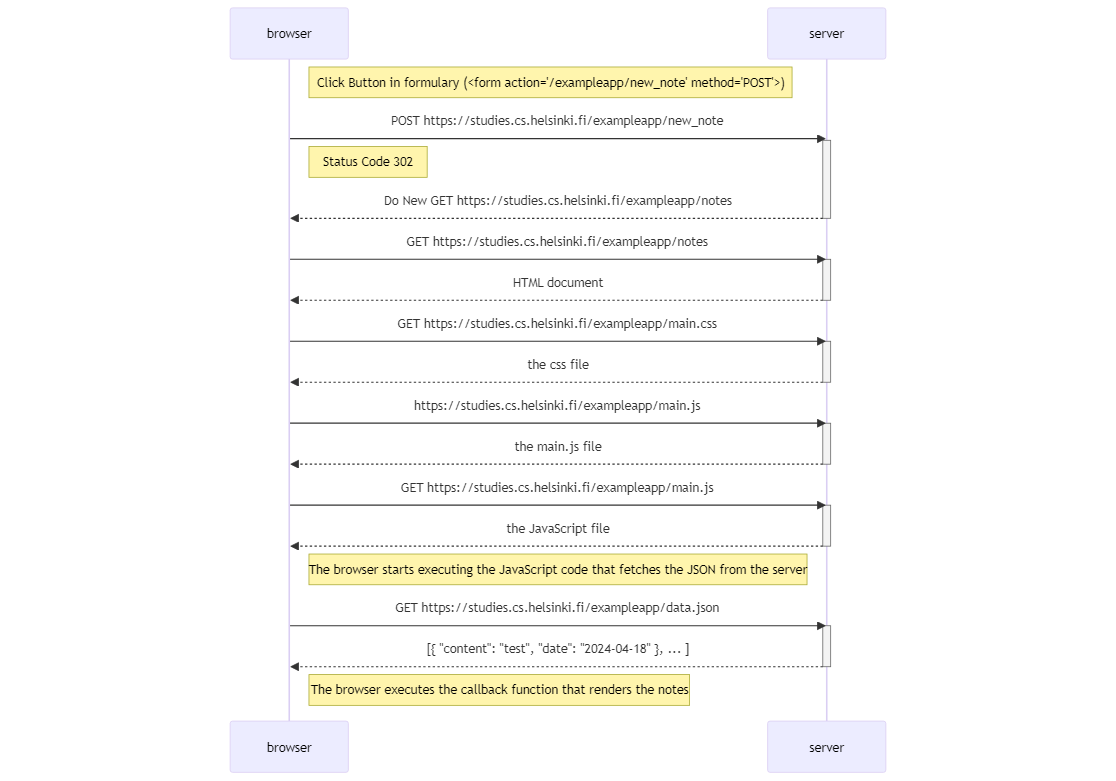 browser
server
Click Button in formulary (<form action='/exampleapp/new_note' method='POST'>)
POST https://studies.cs.helsinki.fi/exampleapp/new_note
Status Code 302
Do New GET https://studies.cs.helsinki.fi/exampleapp/notes
GET https://studies.cs.helsinki.fi/exampleapp/notes
HTML document
GET https://studies.cs.helsinki.fi/exampleapp/main.css
the css file
https://studies.cs.helsinki.fi/exampleapp/main.js
the main.js file
GET https://studies.cs.helsinki.fi/exampleapp/main.js
the JavaScript file
The browser starts executing the JavaScript code that fetches the JSON from the server
GET https://studies.cs.helsinki.fi/exampleapp/data.json
[{ "content": "test", "date": "2024-04-18" }, ... ]
The browser executes the callback function that renders the notes
browser
server